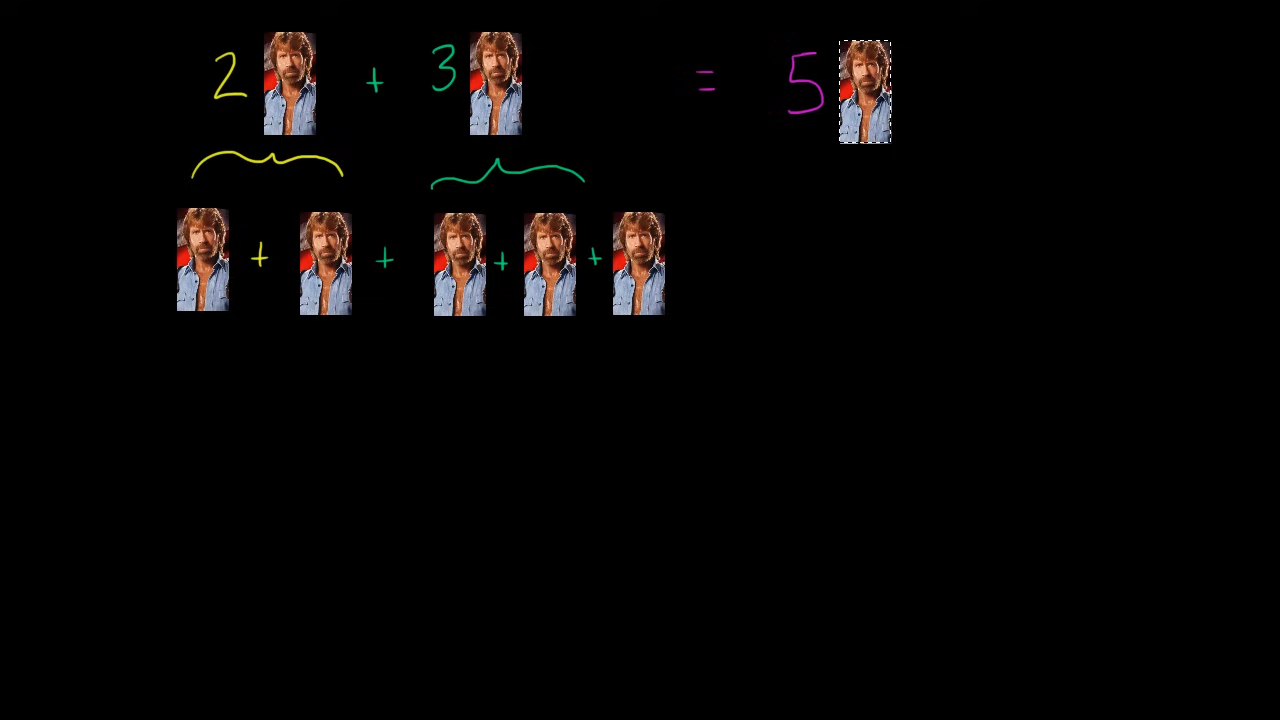 2 + 3 = 5
+ + + +